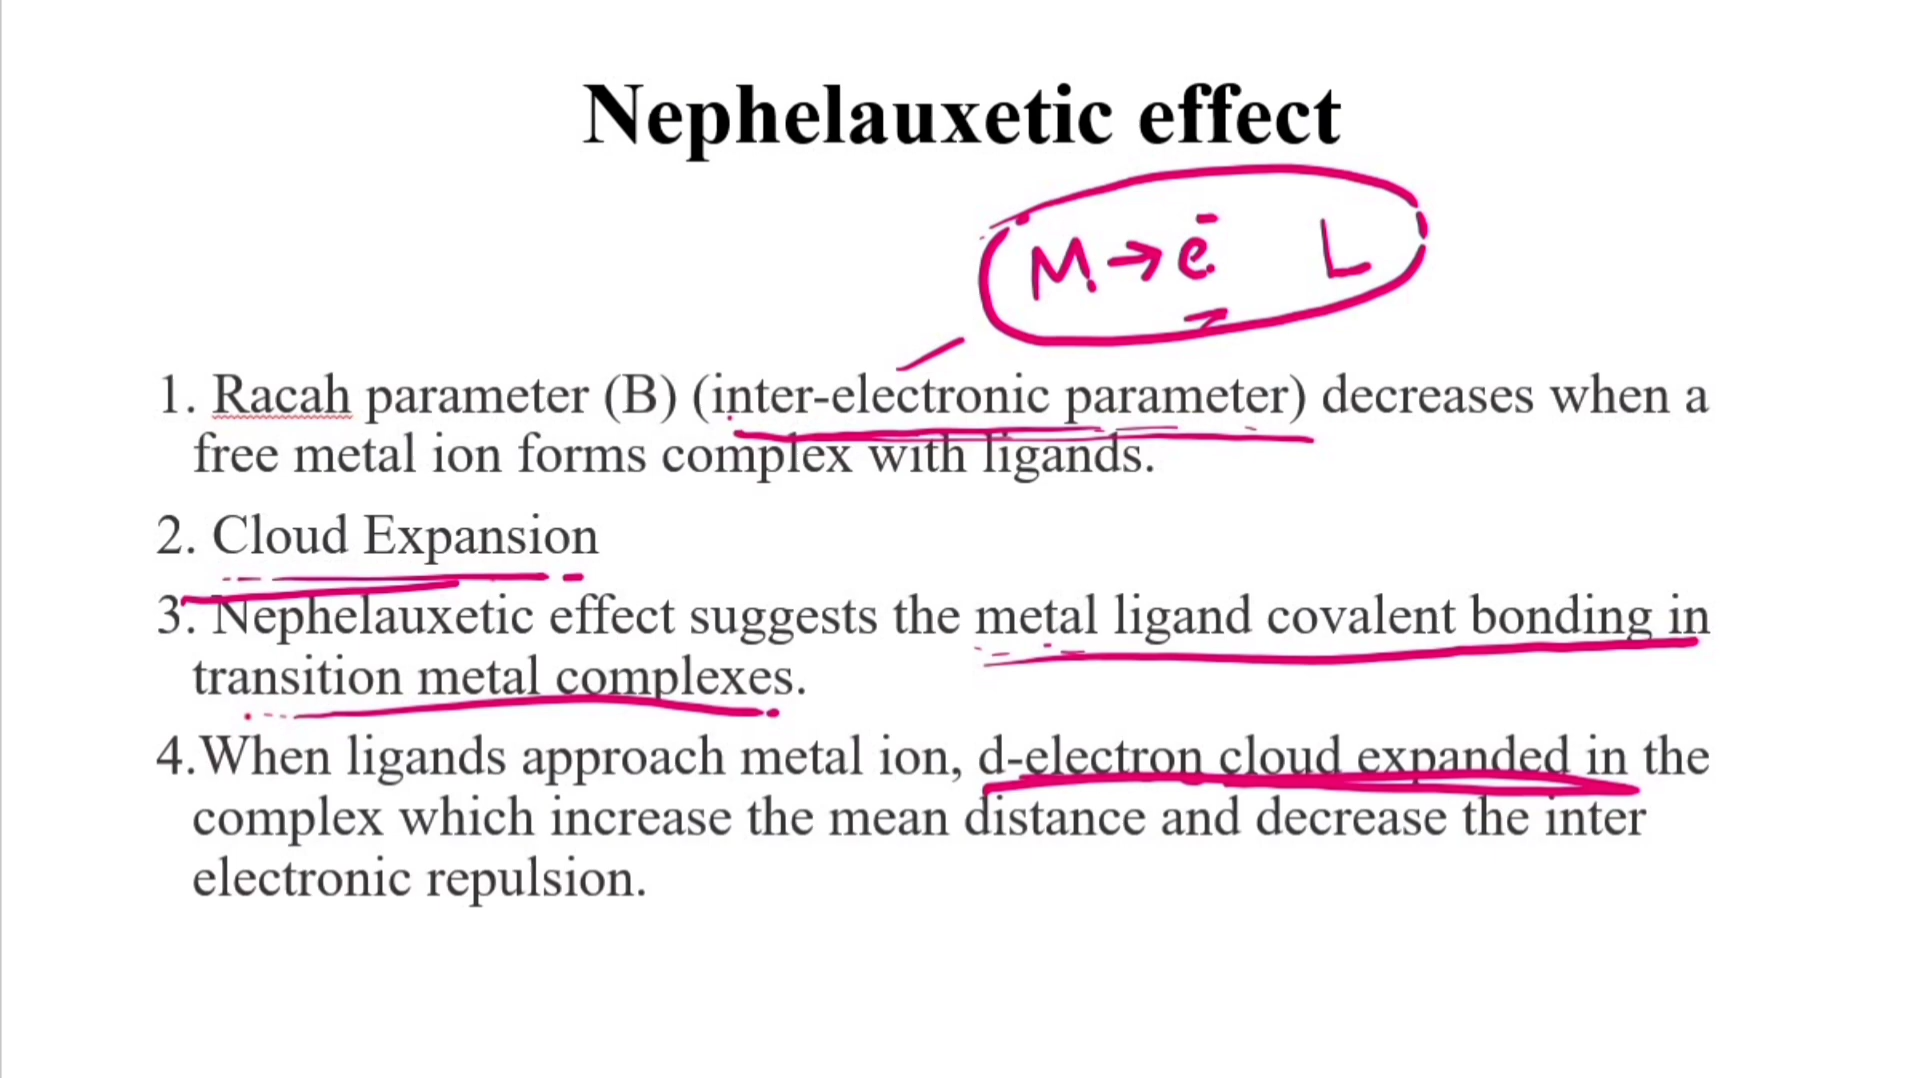 Nephelauxetic effect
M → e⁻ L
1. Racah parameter (B) (inter-electronic parameter) decreases when a
free metal ion forms complex with ligands.
2. Cloud Expansion
3. Nephelauxetic effect suggests the metal ligand covalent bonding in
transition metal complexes.
4.When ligands approach metal ion, d-electron cloud expanded in the
complex which increase the mean distance and decrease the inter
electronic repulsion.